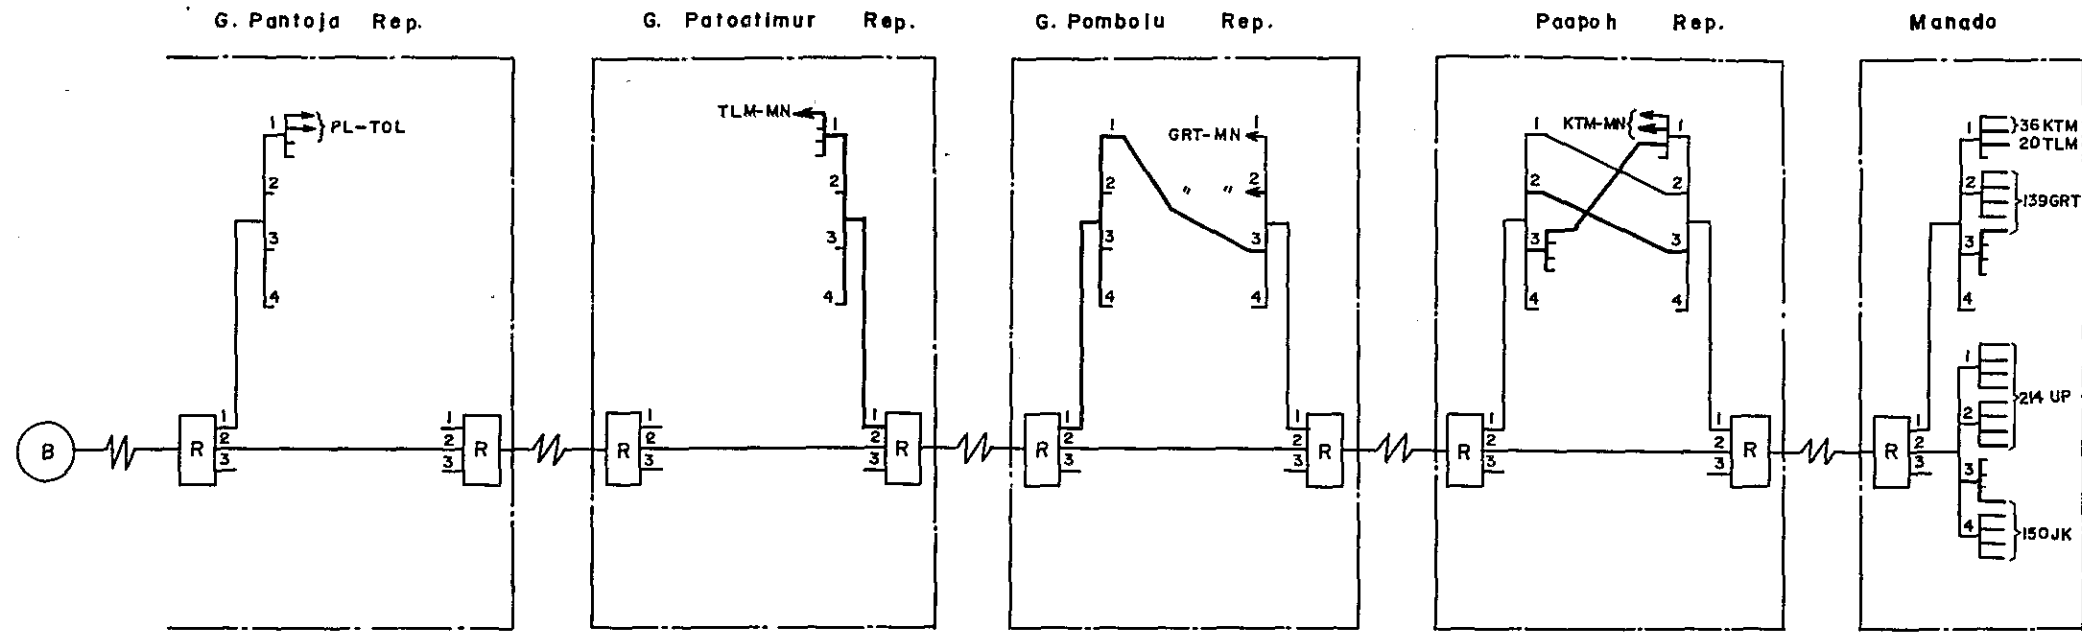 G. Pantoja Rep.
G. Patoatimur Rep.
G. Pombolu Rep.
Paapoh Rep.
Manado
1
2
3
4
PL-TOL
B
R
1
2
3
1
2
3
R
TLM-MN
1
2
3
4
R
1
2
3
1
2
3
R
1
2
3
4
GRT-MN
1
" "
2
3
4
R
1
2
3
1
2
3
R
1
2
3
4
KTM-MN
1
2
3
4
R
1
2
3
1
2
3
R
1
2
3
4
36 KTM
20 TLM
139 GRT
R
1
2
3
1
2
3
4
214 UP
150 JK